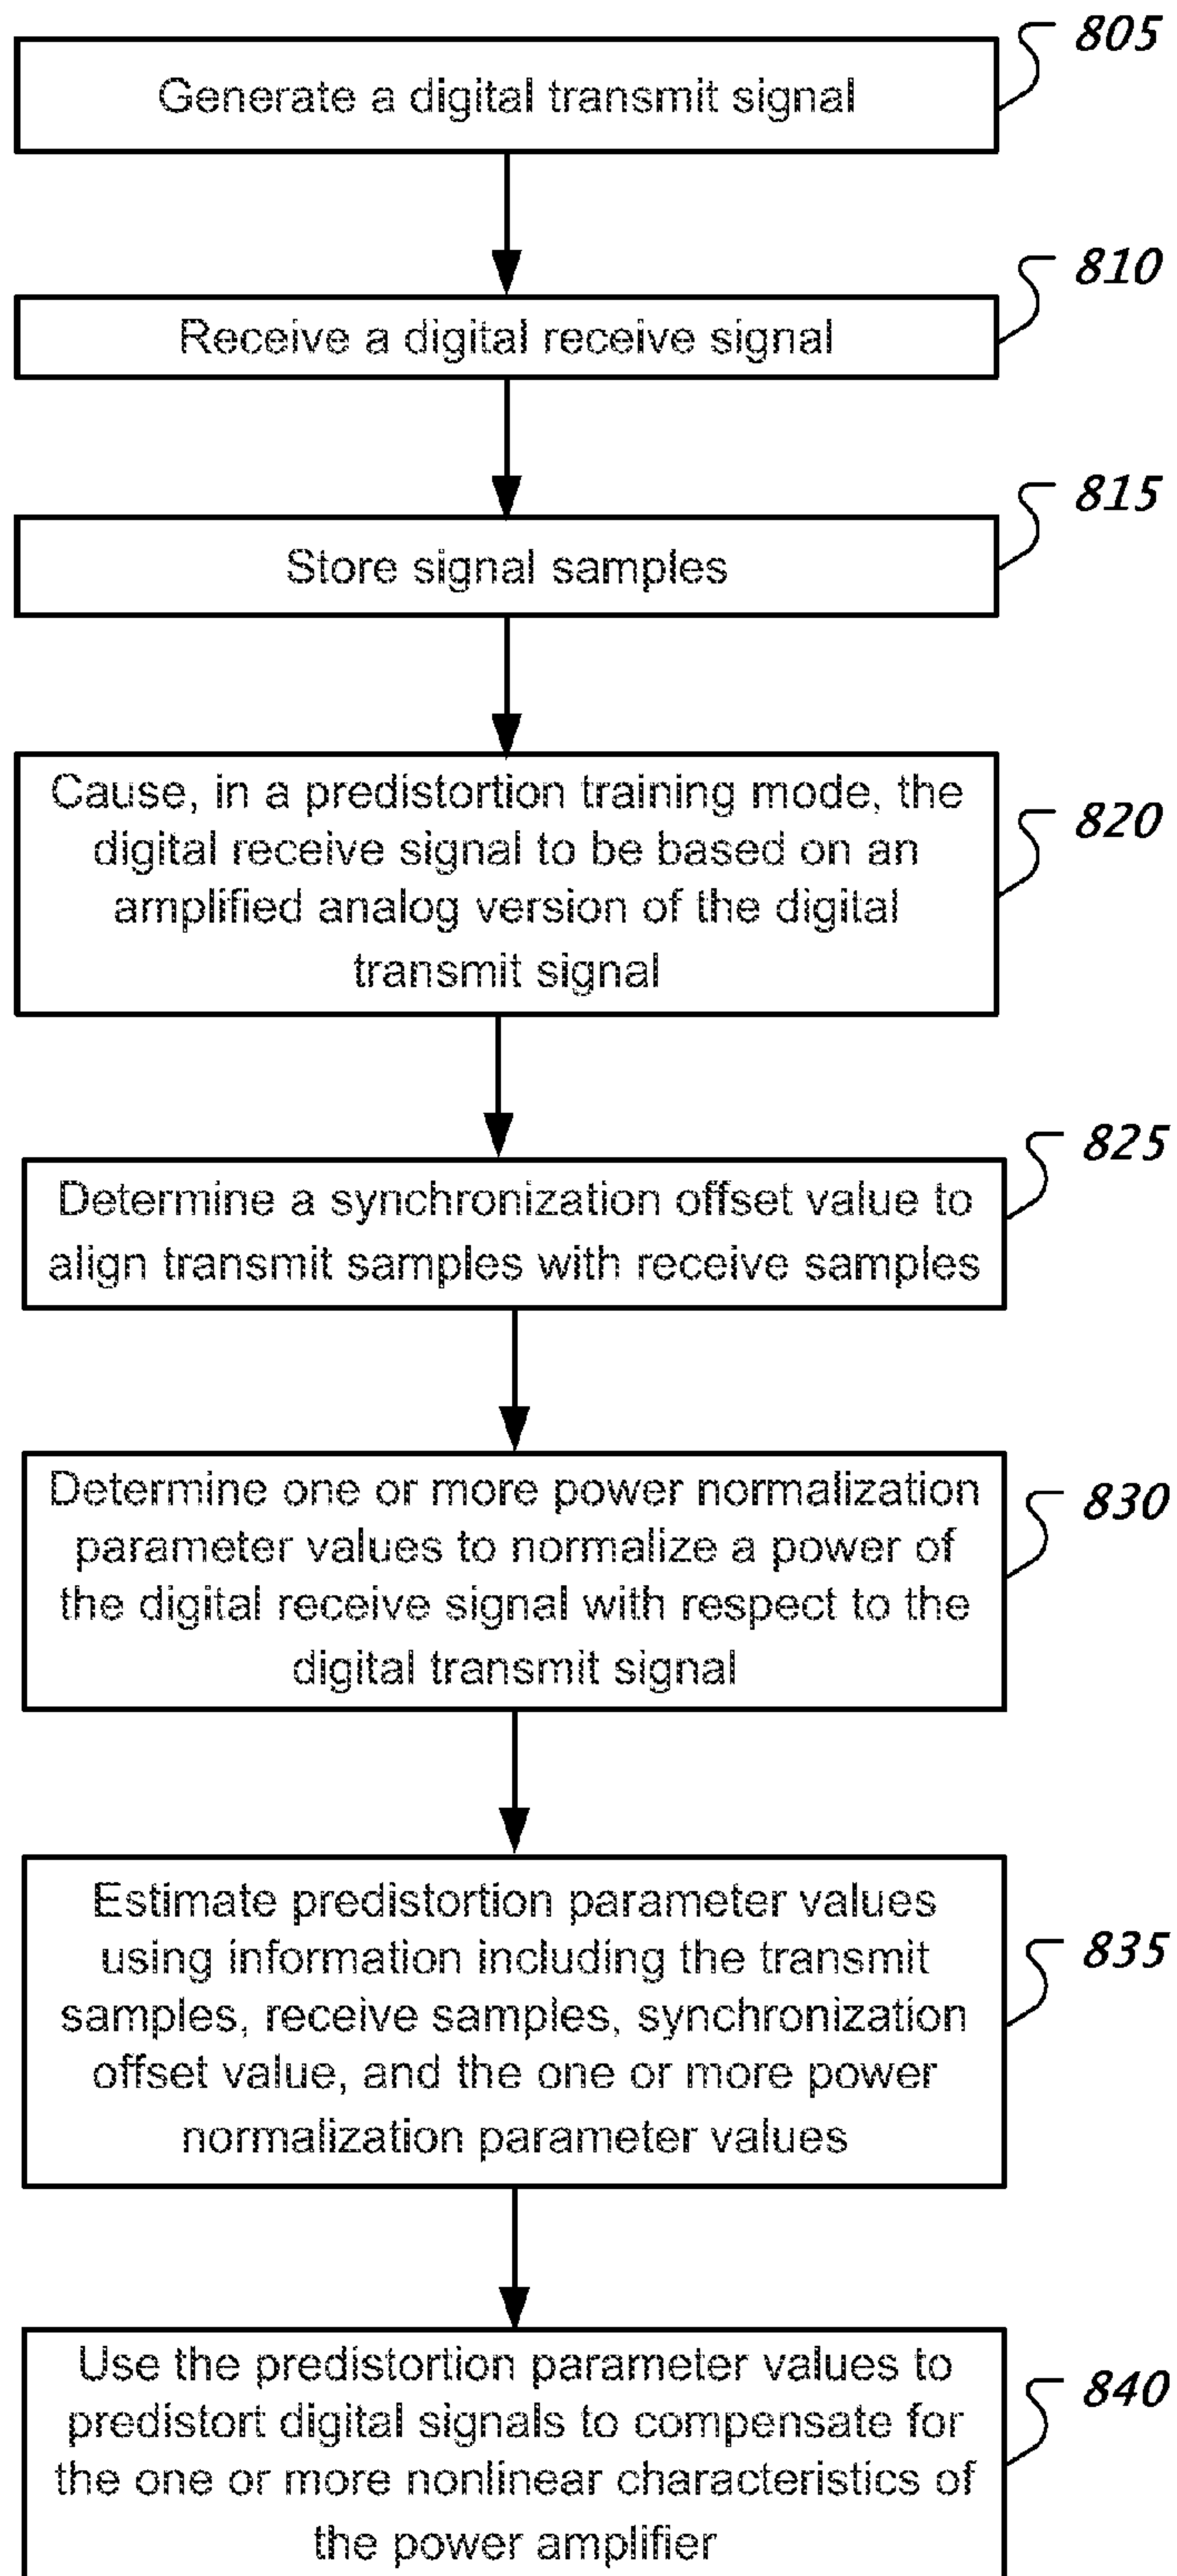 805
Generate a digital transmit signal
810
Receive a digital receive signal
815
Store signal samples
820
Cause, in a predistortion training mode, the
digital receive signal to be based on an
amplified analog version of the digital
transmit signal
825
Determine a synchronization offset value to
align transmit samples with receive samples
830
Determine one or more power normalization
parameter values to normalize a power of
the digital receive signal with respect to the
digital transmit signal
835
Estimate predistortion parameter values
using information including the transmit
samples, receive samples, synchronization
offset value, and the one or more power
normalization parameter values
840
Use the predistortion parameter values to
predistort digital signals to compensate for
the one or more nonlinear characteristics of
the power amplifier